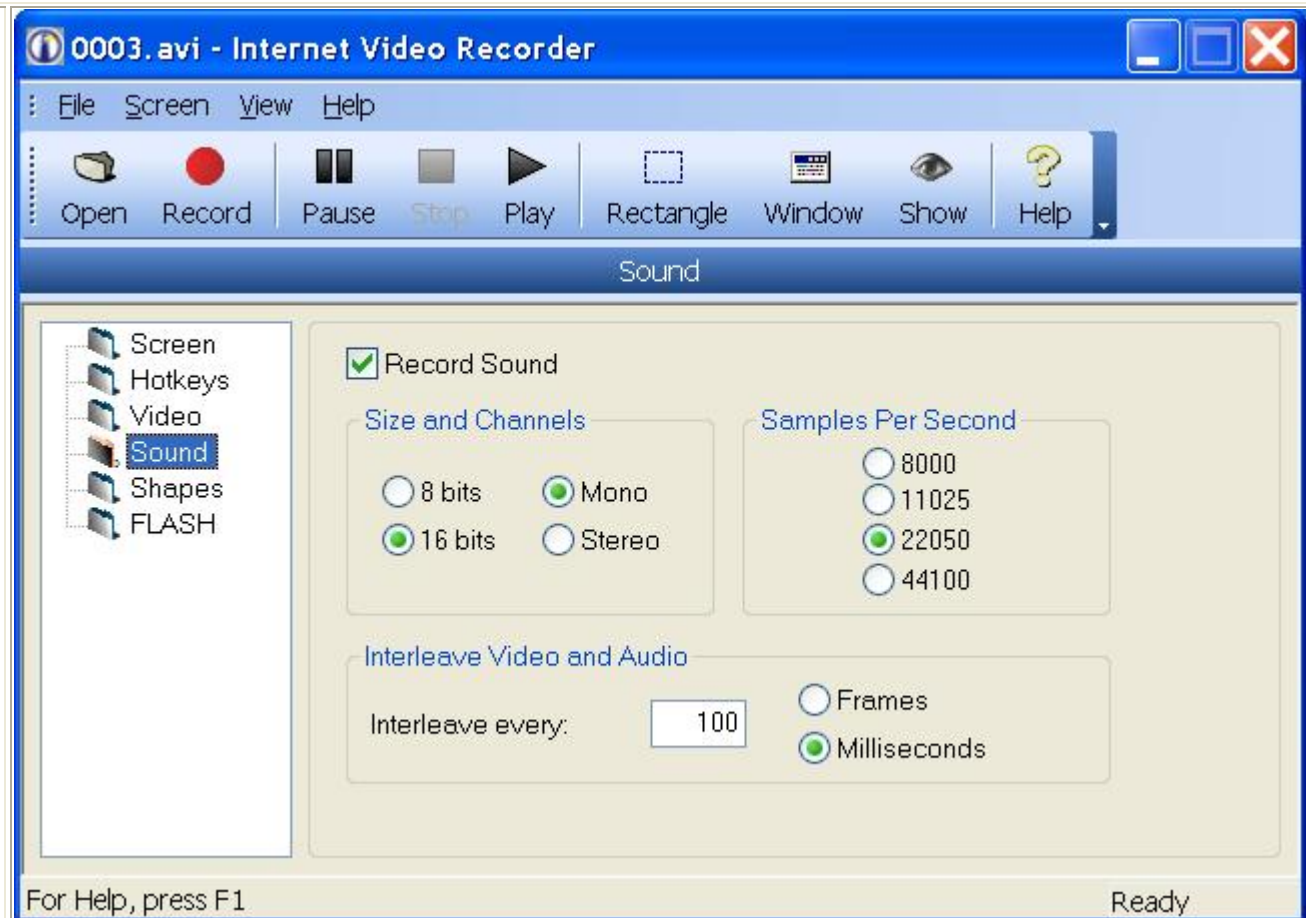 0003.avi - Internet Video Recorder
File Screen View Help
Open Record Pause Stop Play Rectangle Window Show Help
Sound
Screen
Hotkeys
Video
Sound
Shapes
FLASH
Record Sound
Size and Channels
8 bits Mono
16 bits Stereo
Samples Per Second
8000
11025
22050
44100
Interleave Video and Audio
Interleave every: 100
Frames
Milliseconds
For Help, press F1 Ready